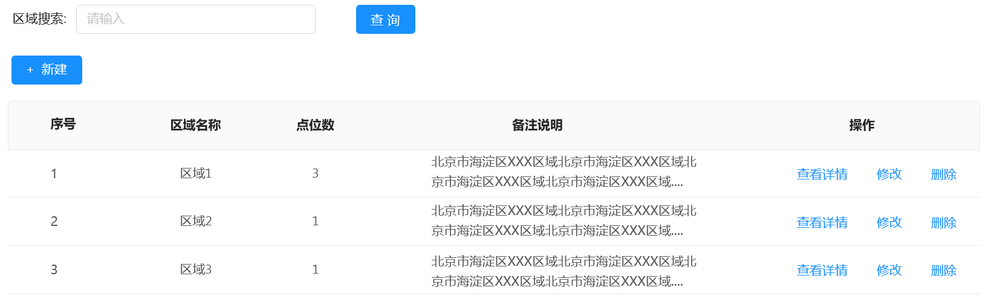 区域搜索: 请输入 查 询
+ 新建
序号 区域名称 点位数 备注说明 操作
1 区域1 3 北京市海淀区XXX区域北京市海淀区XXX区域北 查看详情 修改 删除
京市海淀区XXX区域北京市海淀区XXX区域....
2 区域2 1 北京市海淀区XXX区域北京市海淀区XXX区域北 查看详情 修改 删除
京市海淀区XXX区域北京市海淀区XXX区域....
3 区域3 1 北京市海淀区XXX区域北京市海淀区XXX区域北 查看详情 修改 删除
京市海淀区XXX区域北京市海淀区XXX区域....